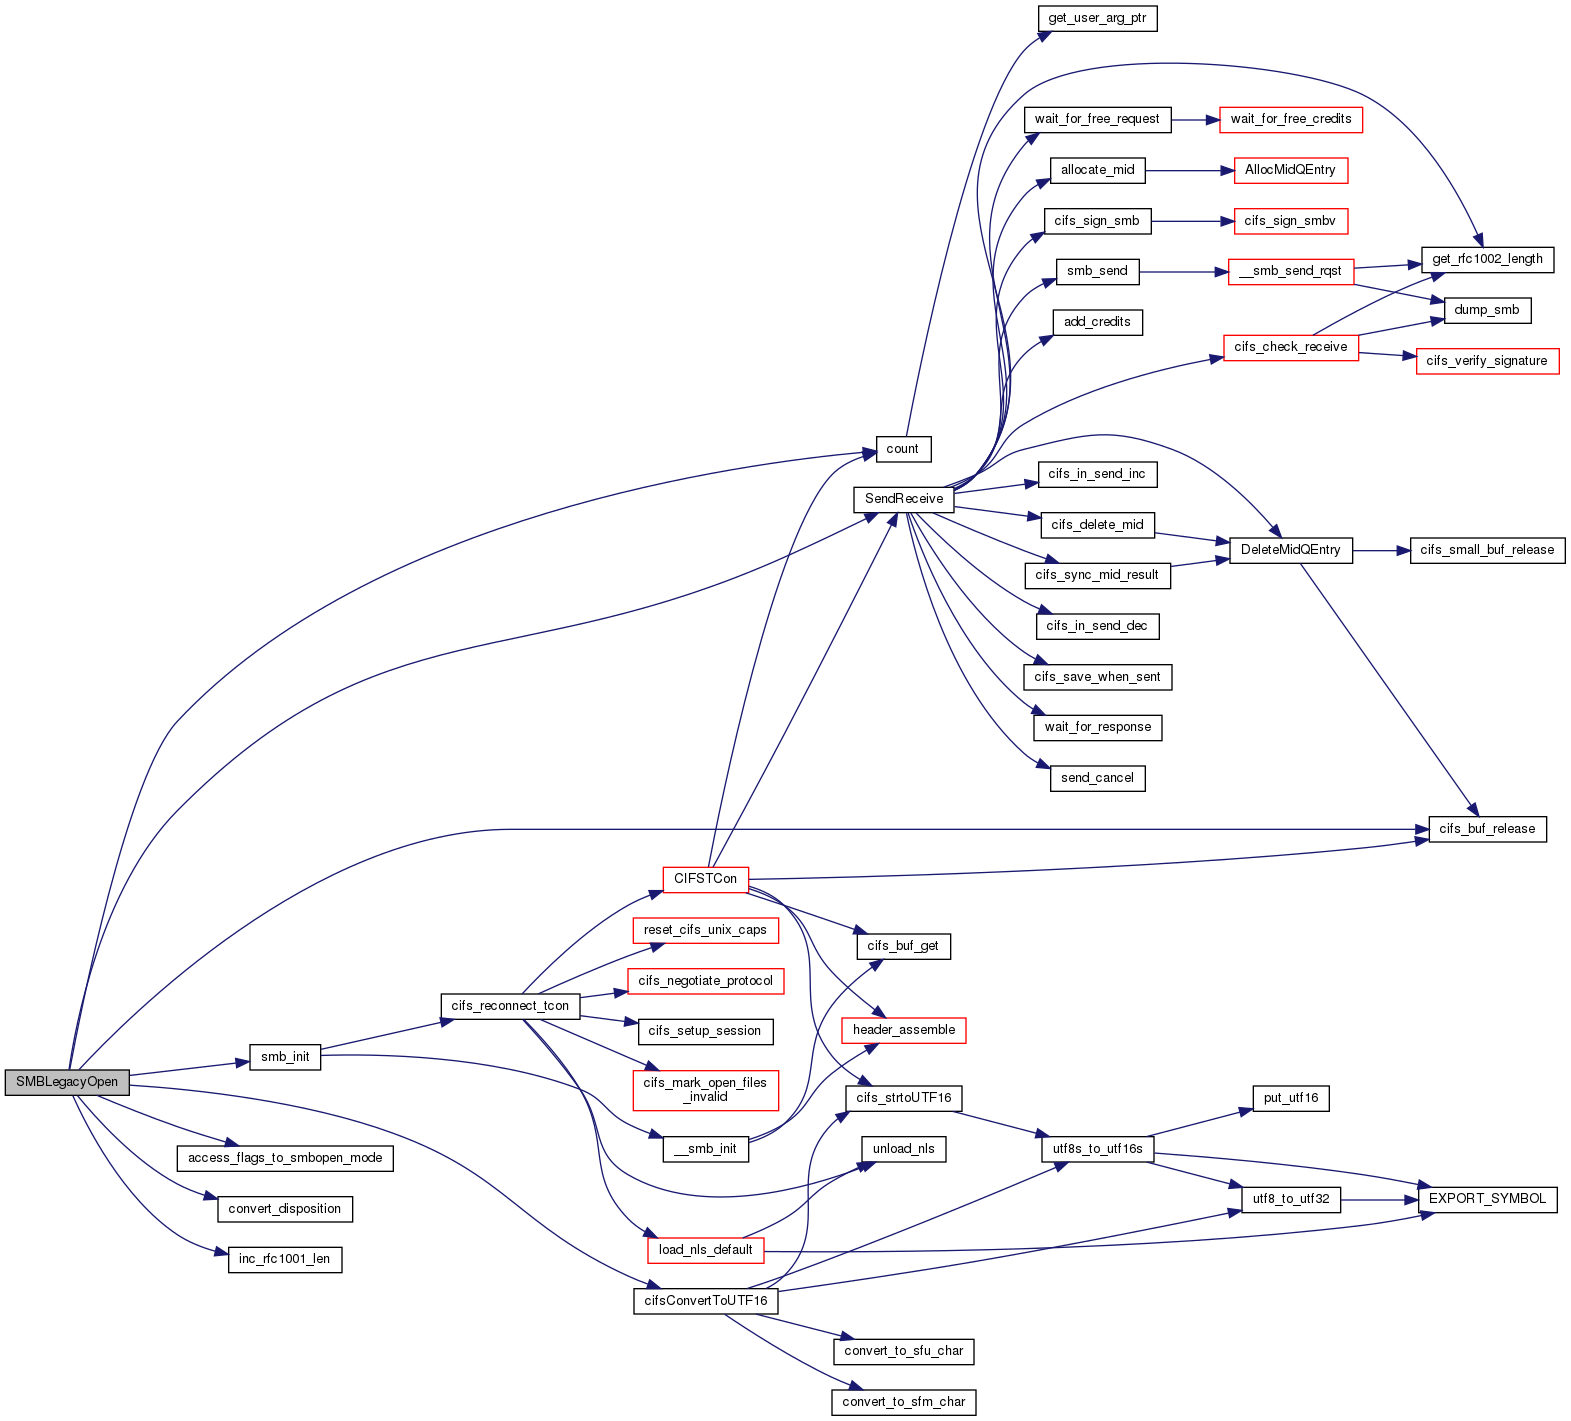 get_user_arg_ptr
wait_for_free_request
wait_for_free_credits
allocate_mid
AllocMidQEntry
cifs_sign_smb
cifs_sign_smbv
get_rfc1002_length
smb_send
__smb_send_rqst
dump_smb
add_credits
cifs_check_receive
cifs_verify_signature
count
cifs_in_send_inc
SendReceive
cifs_delete_mid
DeleteMidQEntry
cifs_small_buf_release
cifs_sync_mid_result
cifs_in_send_dec
cifs_save_when_sent
wait_for_response
send_cancel
cifs_buf_release
CIFSTCon
reset_cifs_unix_caps
cifs_buf_get
cifs_negotiate_protocol
cifs_reconnect_tcon
cifs_setup_session
header_assemble
smb_init
SMBLegacyOpen
cifs_mark_open_files
_invalid
cifs_strtoUTF16
put_utf16
__smb_init
unload_nls
utf8s_to_utf16s
access_flags_to_smbopen_mode
convert_disposition
utf8_to_utf32
EXPORT_SYMBOL
load_nls_default
inc_rfc1001_len
cifsConvertToUTF16
convert_to_sfu_char
convert_to_sfm_char